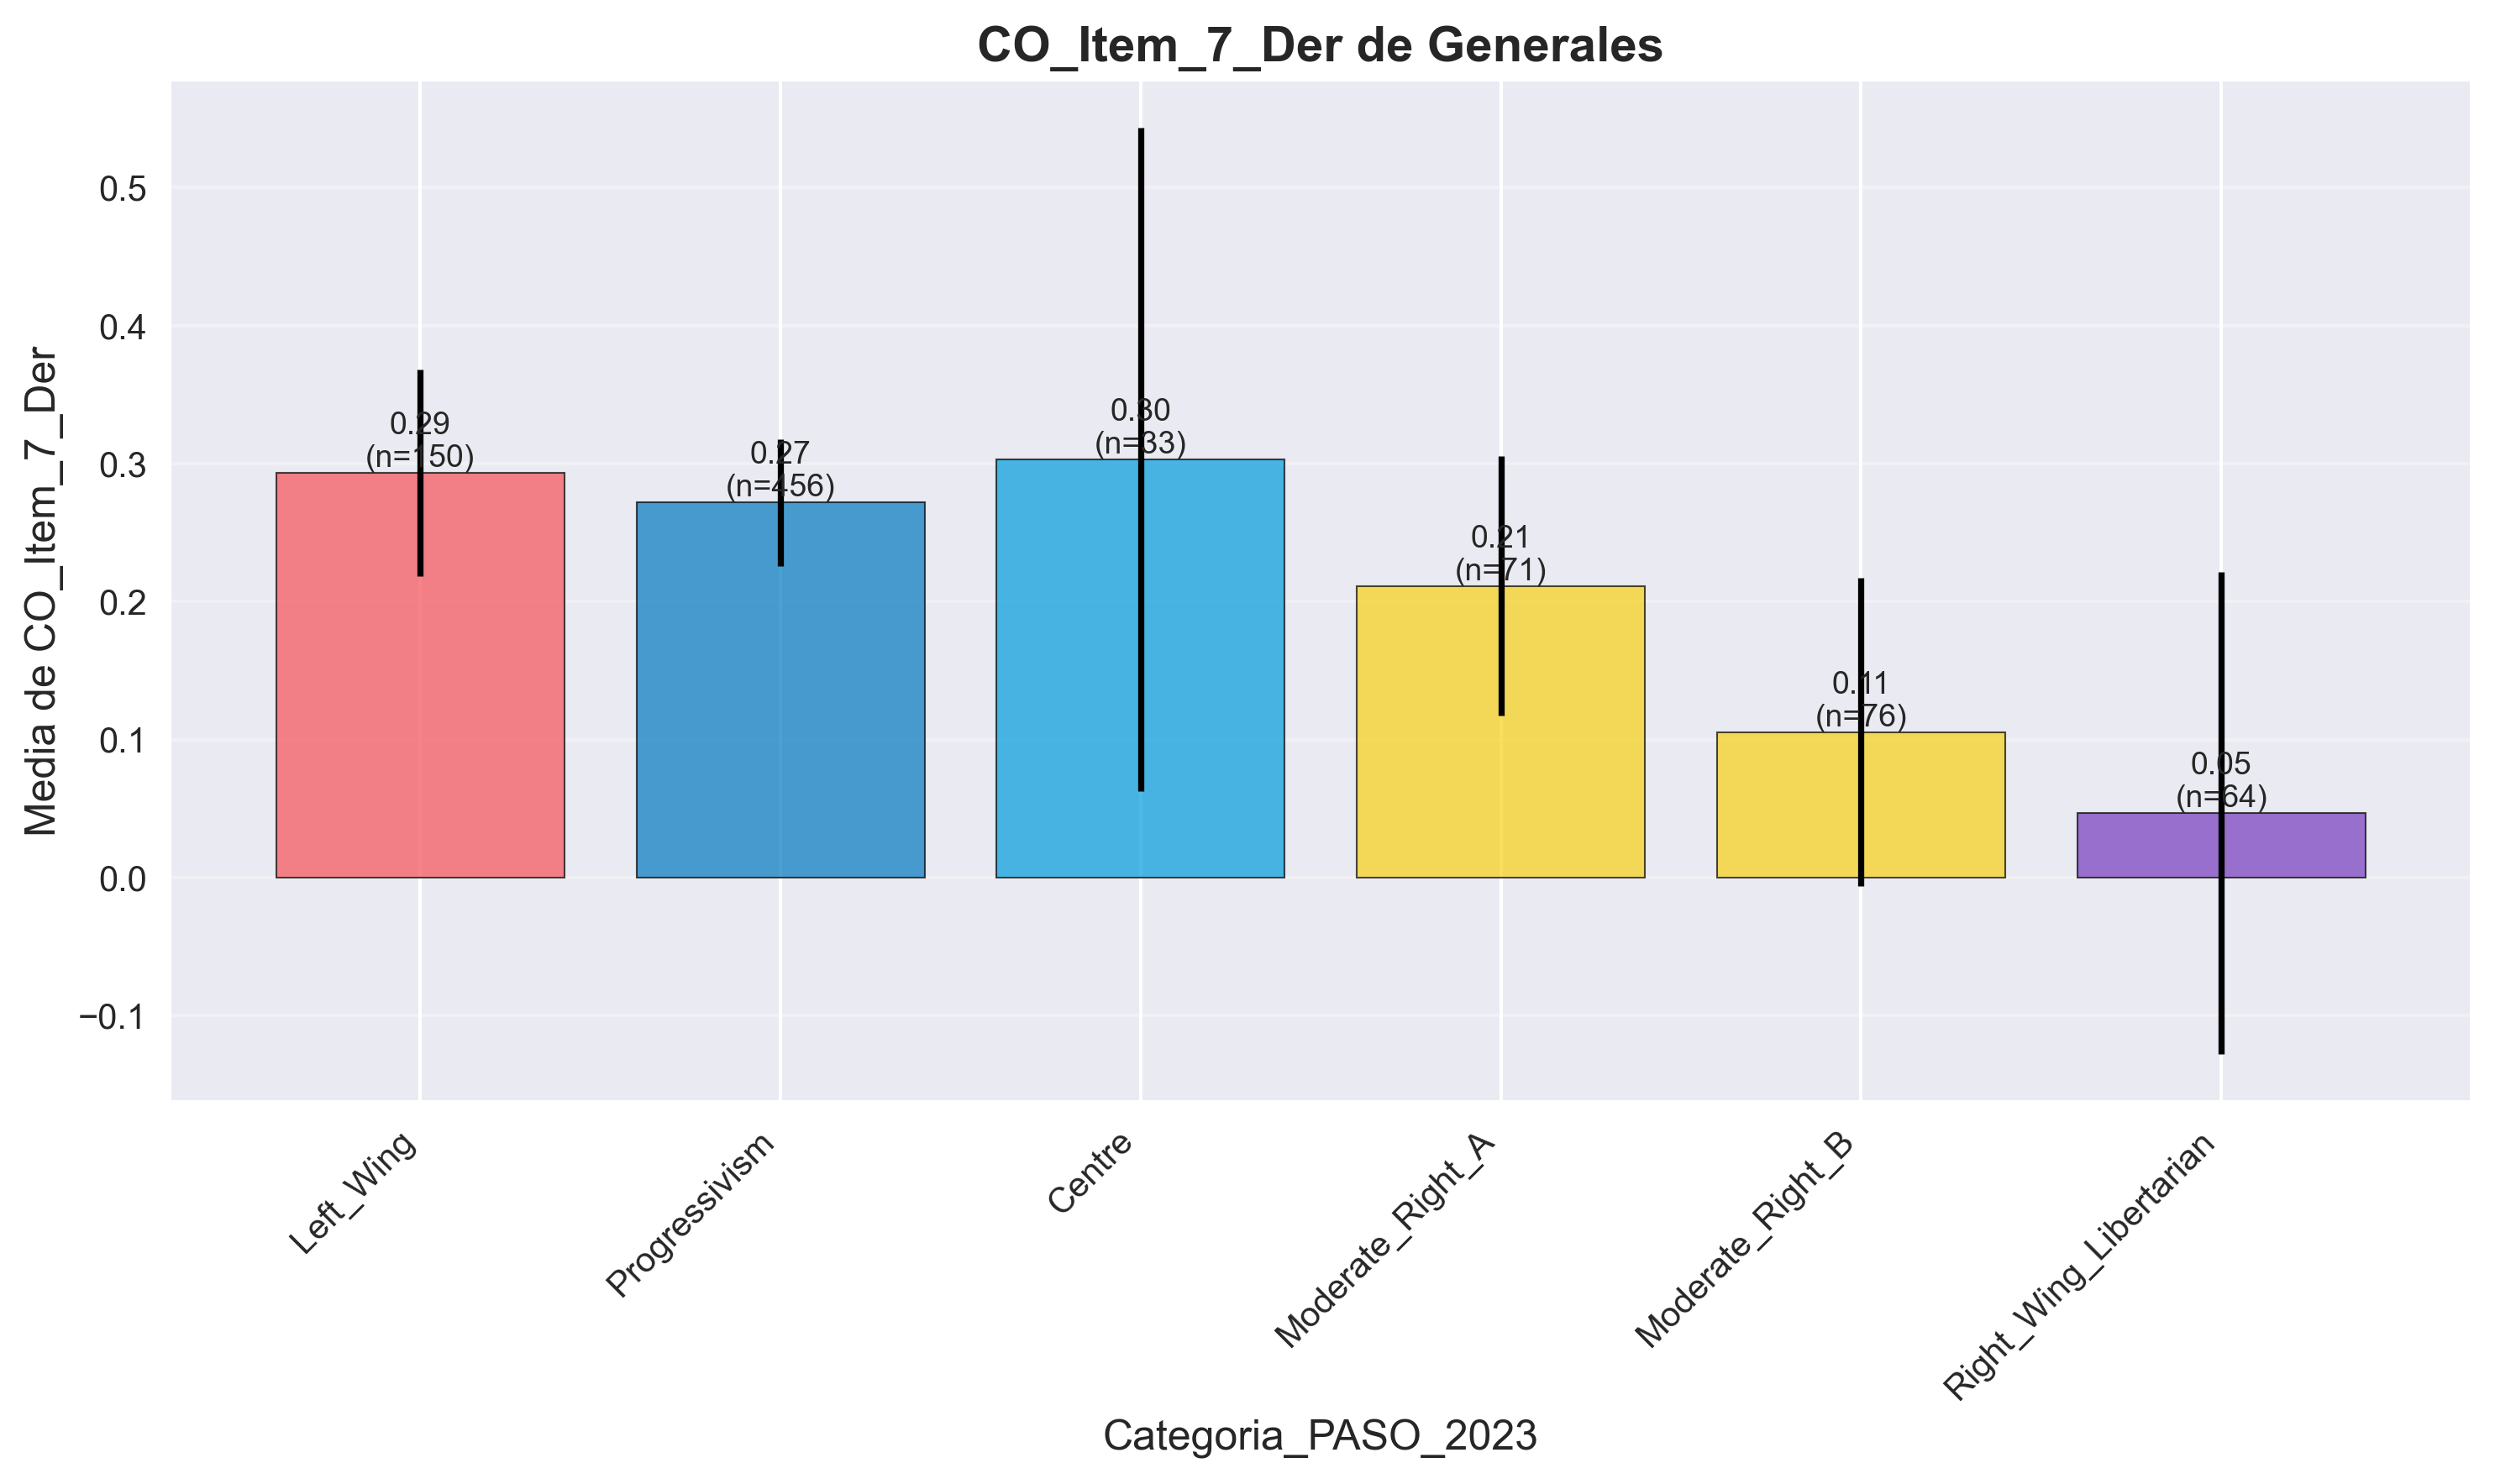 CO_Item_7_Der de Generales
Media de CO_Item_7_Der
0.5
0.4
0.3
0.2
0.1
0.0
−0.1
0.29
(n=150)
0.27
(n=456)
0.30
(n=33)
0.21
(n=71)
0.11
(n=76)
0.05
(n=64)
Left_Wing
Progressivism
Centre
Moderate_Right_A
Moderate_Right_B
Right_Wing_Libertarian
Categoria_PASO_2023